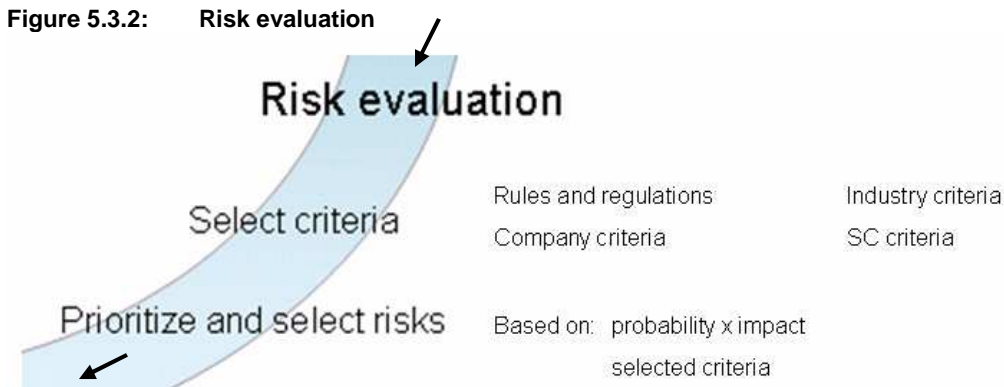 Figure 5.3.2: Risk evaluation
Risk evaluation
Select criteria
Rules and regulations Industry criteria
Company criteria SC criteria
Prioritize and select risks
Based on: probability x impact
selected criteria